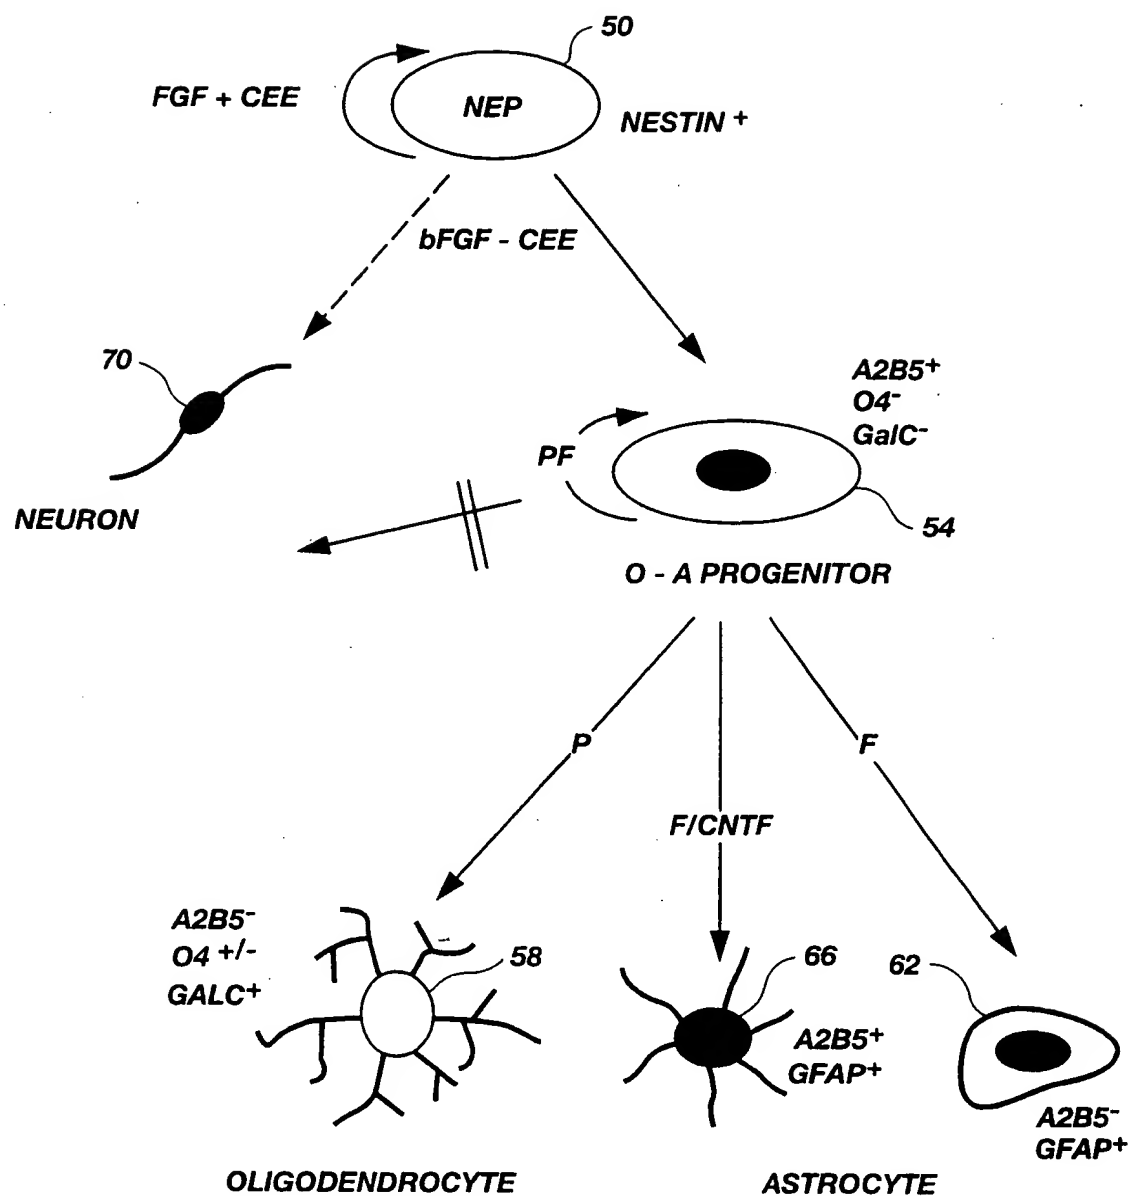 50
FGF + CEE
NEP
NESTIN +
bFGF - CEE
70
A2B5+
O4-
GalC-
PF
NEURON
54
O - A PROGENITOR
P
F
F/CNTF
A2B5-
O4 +/-
GALC+
58
66
62
A2B5+
GFAP+
A2B5-
GFAP+
OLIGODENDROCYTE
ASTROCYTE